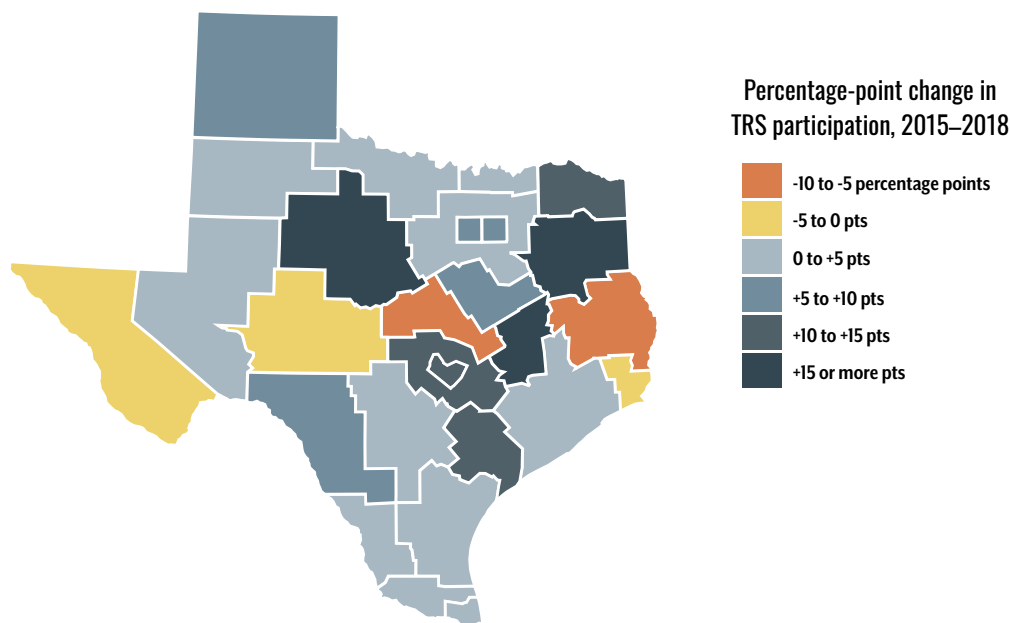 Percentage-point change in
TRS participation, 2015–2018
-10 to -5 percentage points
-5 to 0 pts
0 to +5 pts
+5 to +10 pts
+10 to +15 pts
+15 or more pts